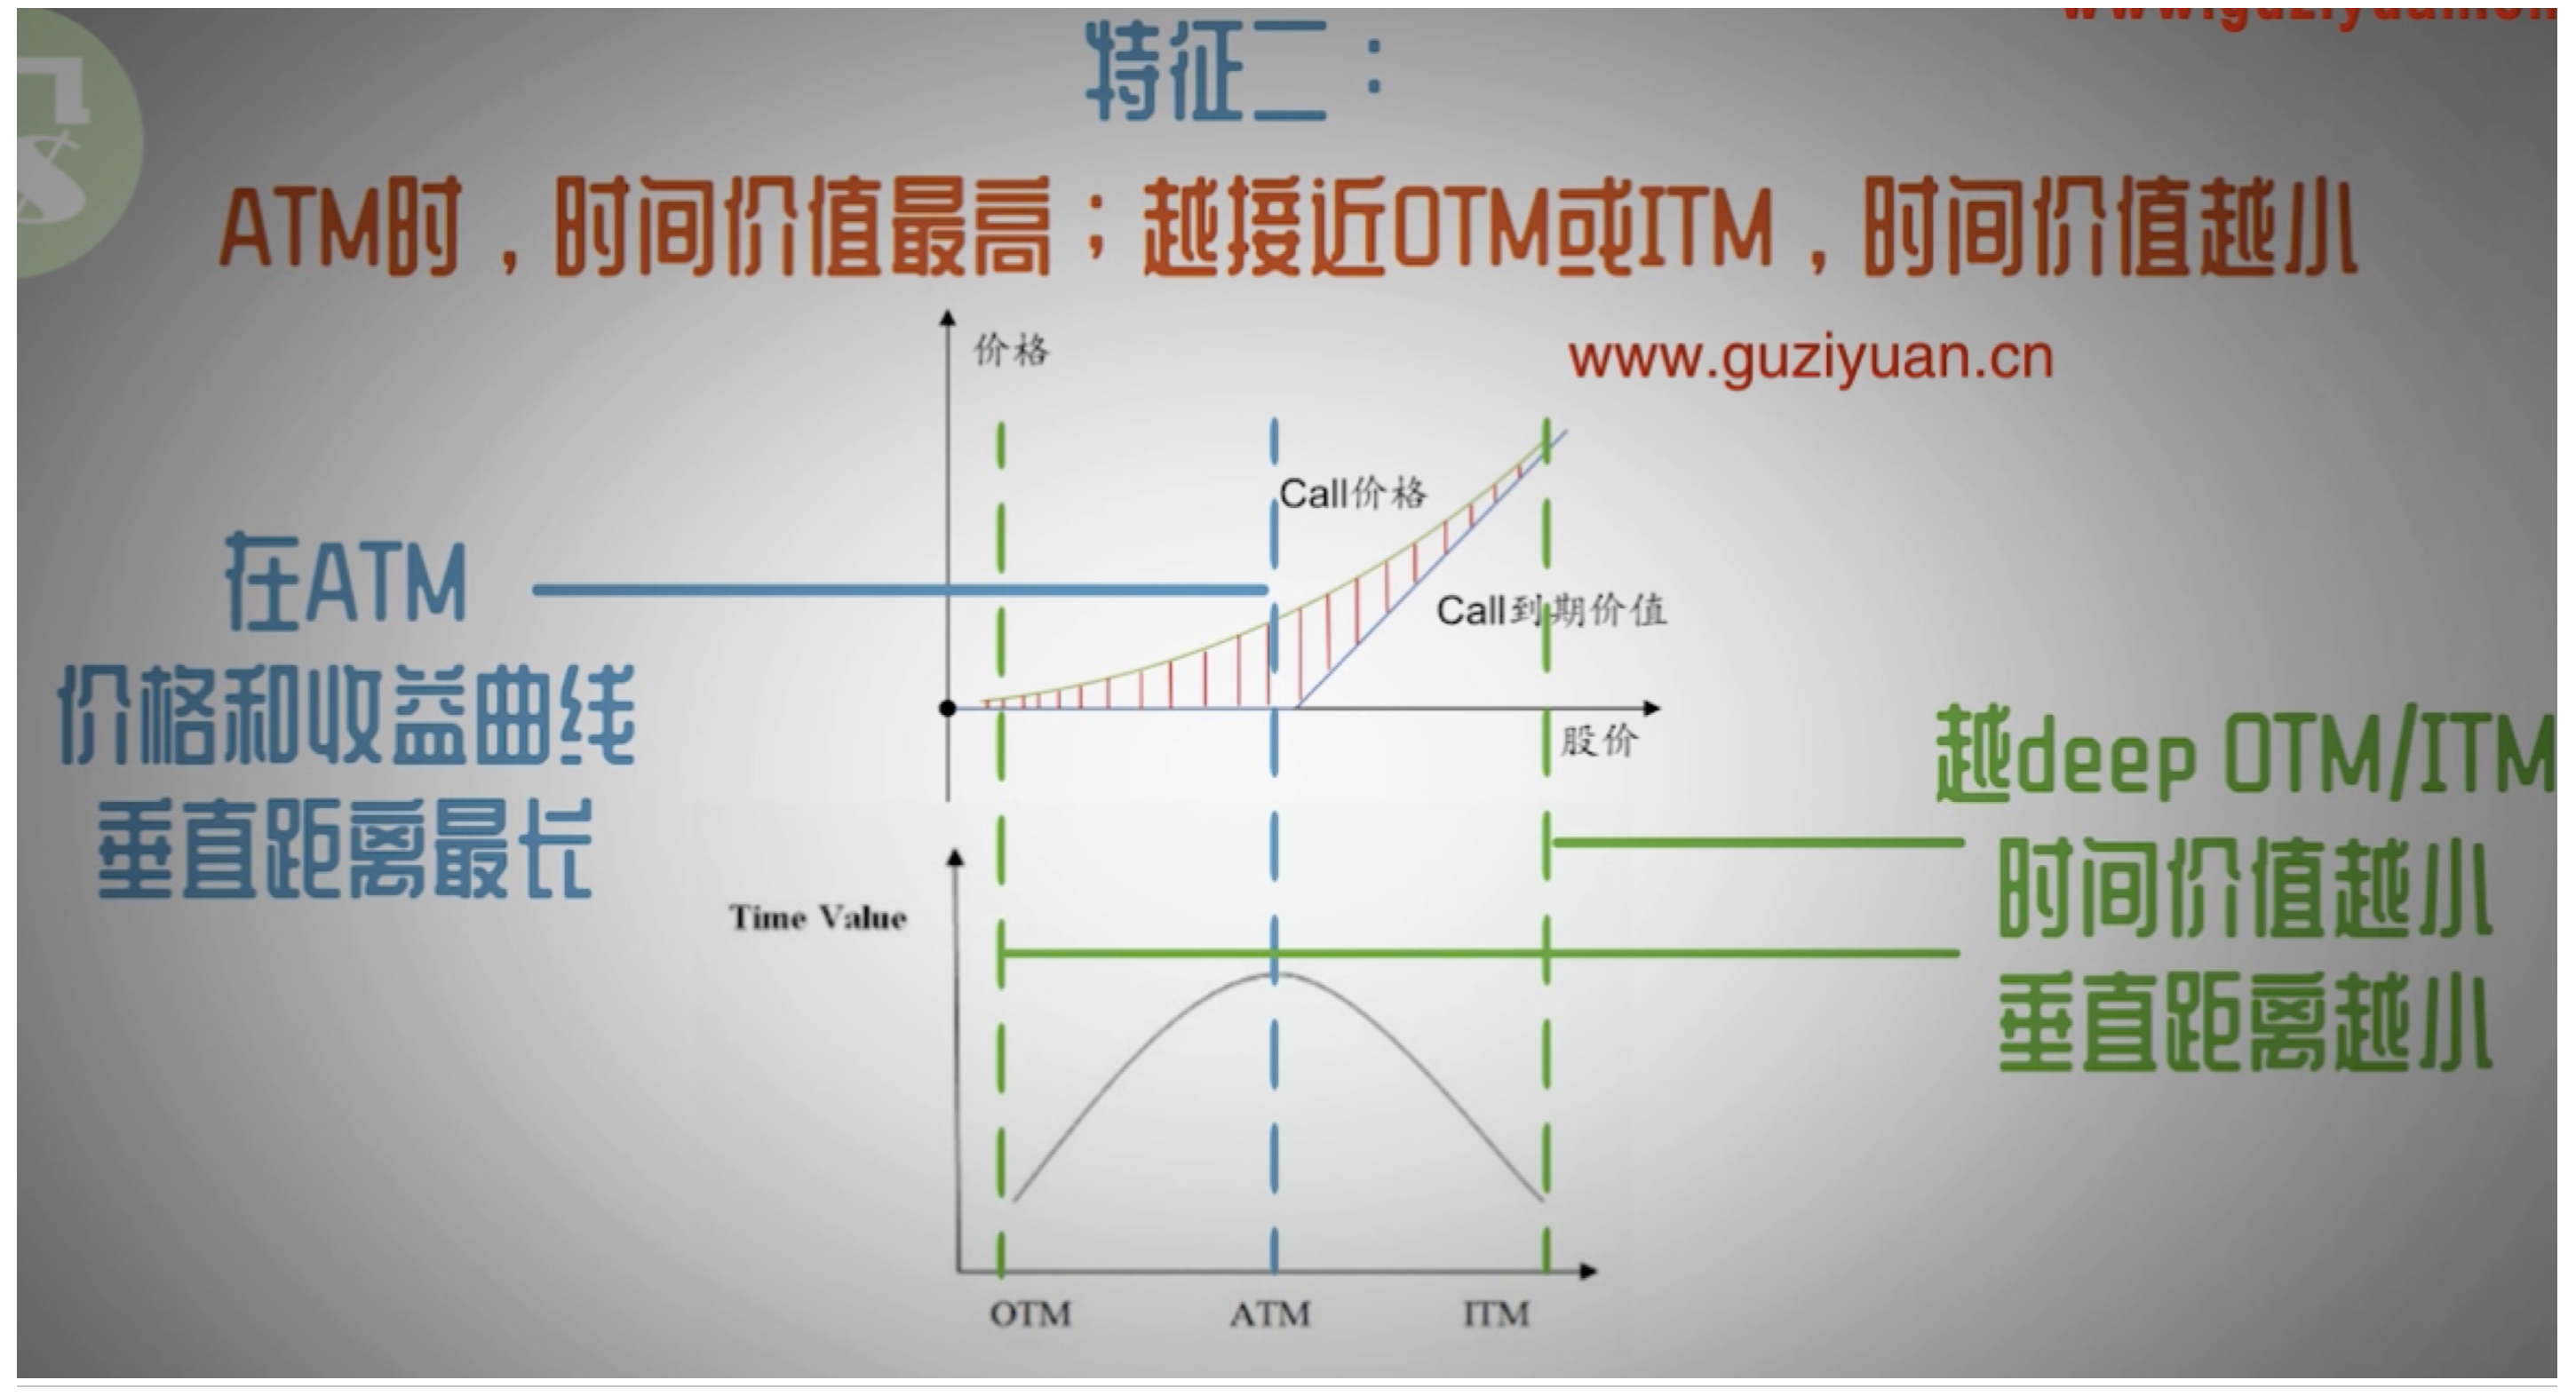 特征二：
ATM时，时间价值最高；越接近OTM或ITM，时间价值越小
价格
www.guziyuan.cn
Call价格
在ATM
价格和收益曲线
垂直距离最长
Call到期价值
股价
越deep OTM/ITM
时间价值越小
垂直距离越小
Time Value
OTM ATM ITM